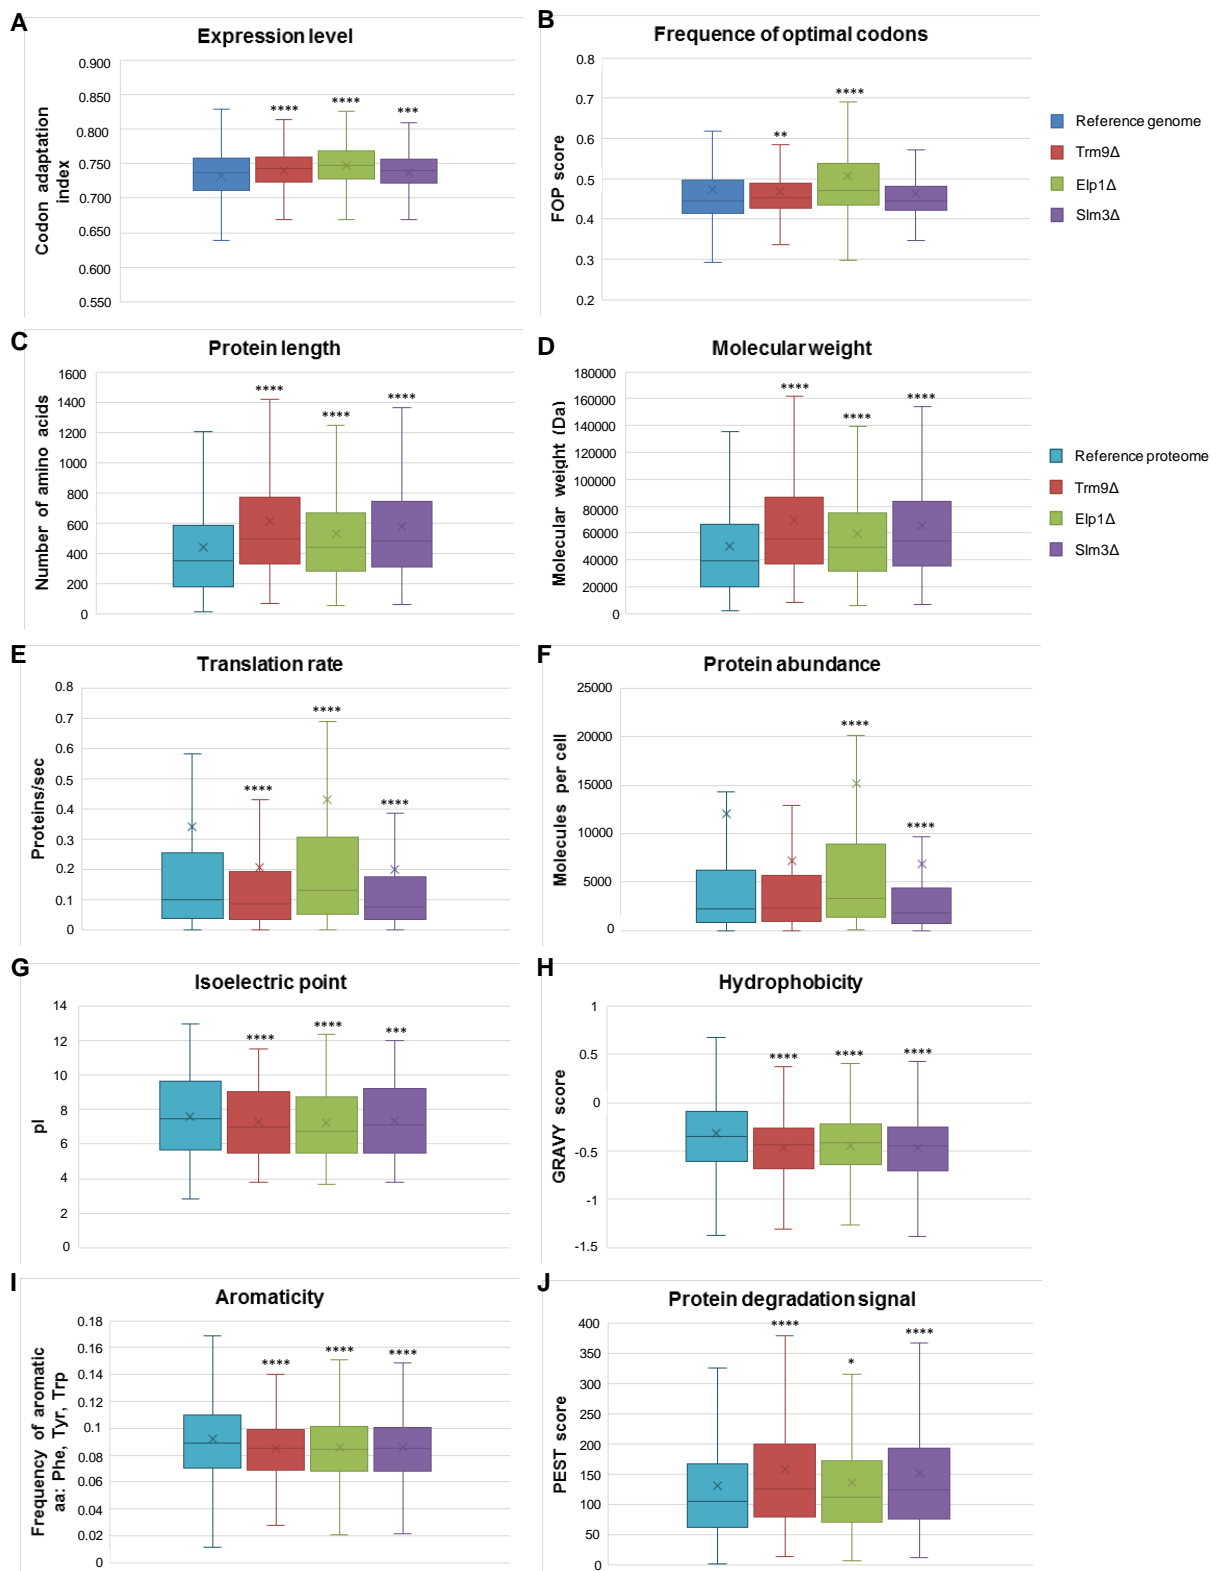 A
Expression level
Codon adaptation
index
0.900
0.850
0.800
0.750
0.700
0.650
0.600
0.550
****
****
***
B
Frequence of optimal codons
FOP score
0.8
0.7
0.6
0.5
0.4
0.3
0.2
**
****
Reference genome
Trm9Δ
Elp1Δ
Slm3Δ
C
Protein length
Number of amino acids
1600
1400
1200
1000
800
600
400
200
0
****
****
****
D
Molecular weight
Molecular weight (Da)
180000
160000
140000
120000
100000
80000
60000
40000
20000
0
****
****
****
Reference proteome
Trm9Δ
Elp1Δ
Slm3Δ
E
Translation rate
Proteins/sec
0.8
0.7
0.6
0.5
0.4
0.3
0.2
0.1
0
****
****
****
F
Protein abundance
Molecules per cell
25000
20000
15000
10000
5000
0
****
****
G
Isoelectric point
pI
14
12
10
8
6
4
2
0
****
****
***
H
Hydrophobicity
GRAVY score
1
0.5
0
-0.5
-1
-1.5
****
****
****
I
Aromaticity
Frequency of aromatic
aa: Phe, Tyr, Trp
0.18
0.16
0.14
0.12
0.1
0.08
0.06
0.04
0.02
0
****
****
****
J
Protein degradation signal
PEST score
400
350
300
250
200
150
100
50
0
****
*
****